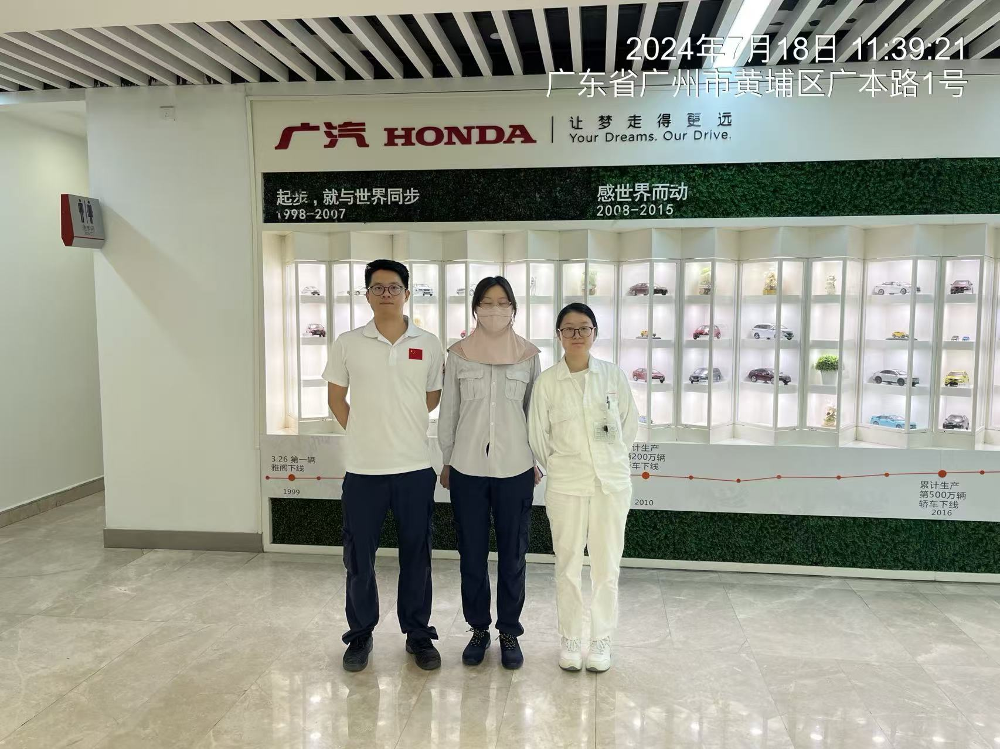 2024年7月18日 11:39:21
广东省广州市黄埔区广本路1号
广汽 HONDA
让梦走得更远
Your Dreams. Our Drive.
起步，就与世界同步
1998-2007
感世界而动
2008-2015
洗手间
TOILET
3.26 第一辆
雅阁下线
1999
计生产
200万辆
车下线
2010
累计生产
第500万辆
轿车下线
2016